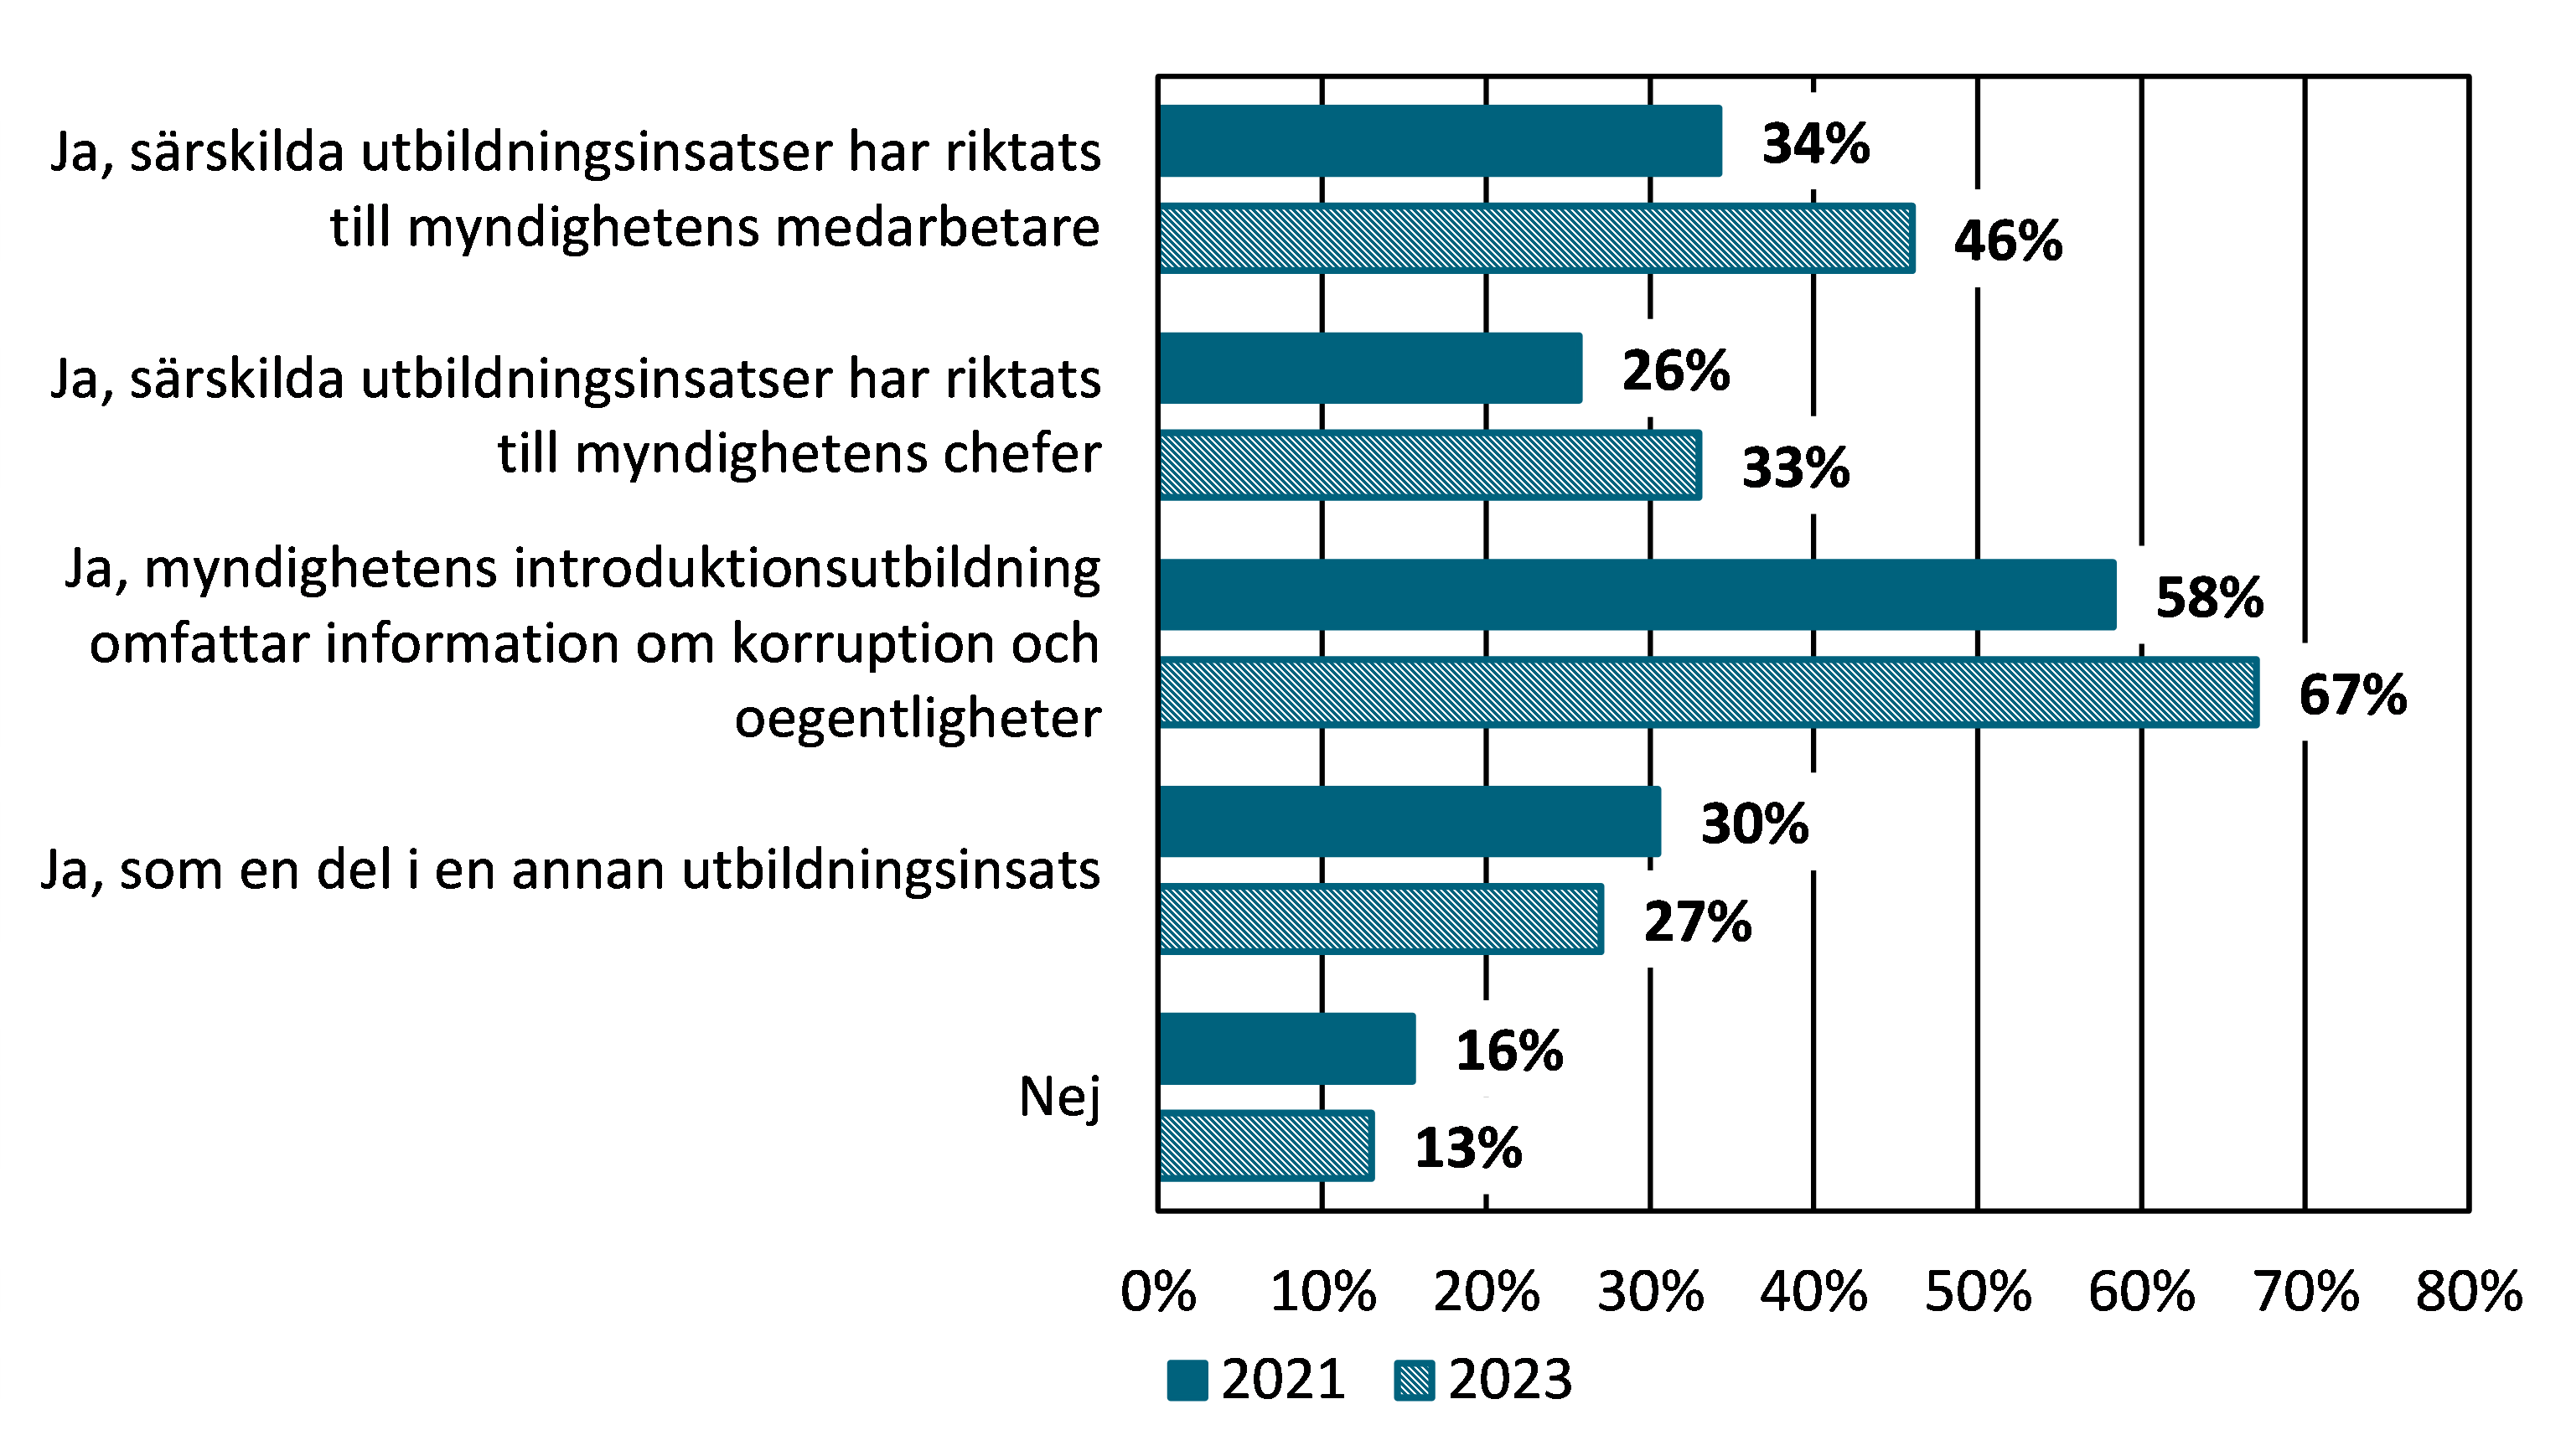 Ja, särskilda utbildningsinsatser har riktats
till myndighetens medarbetare
34%
46%
Ja, särskilda utbildningsinsatser har riktats
till myndighetens chefer
26%
33%
Ja, myndighetens introduktionsutbildning
omfattar information om korruption och
oegentligheter
58%
67%
Ja, som en del i en annan utbildningsinsats
30%
27%
Nej
16%
13%
0% 10% 20% 30% 40% 50% 60% 70% 80%
2021 2023